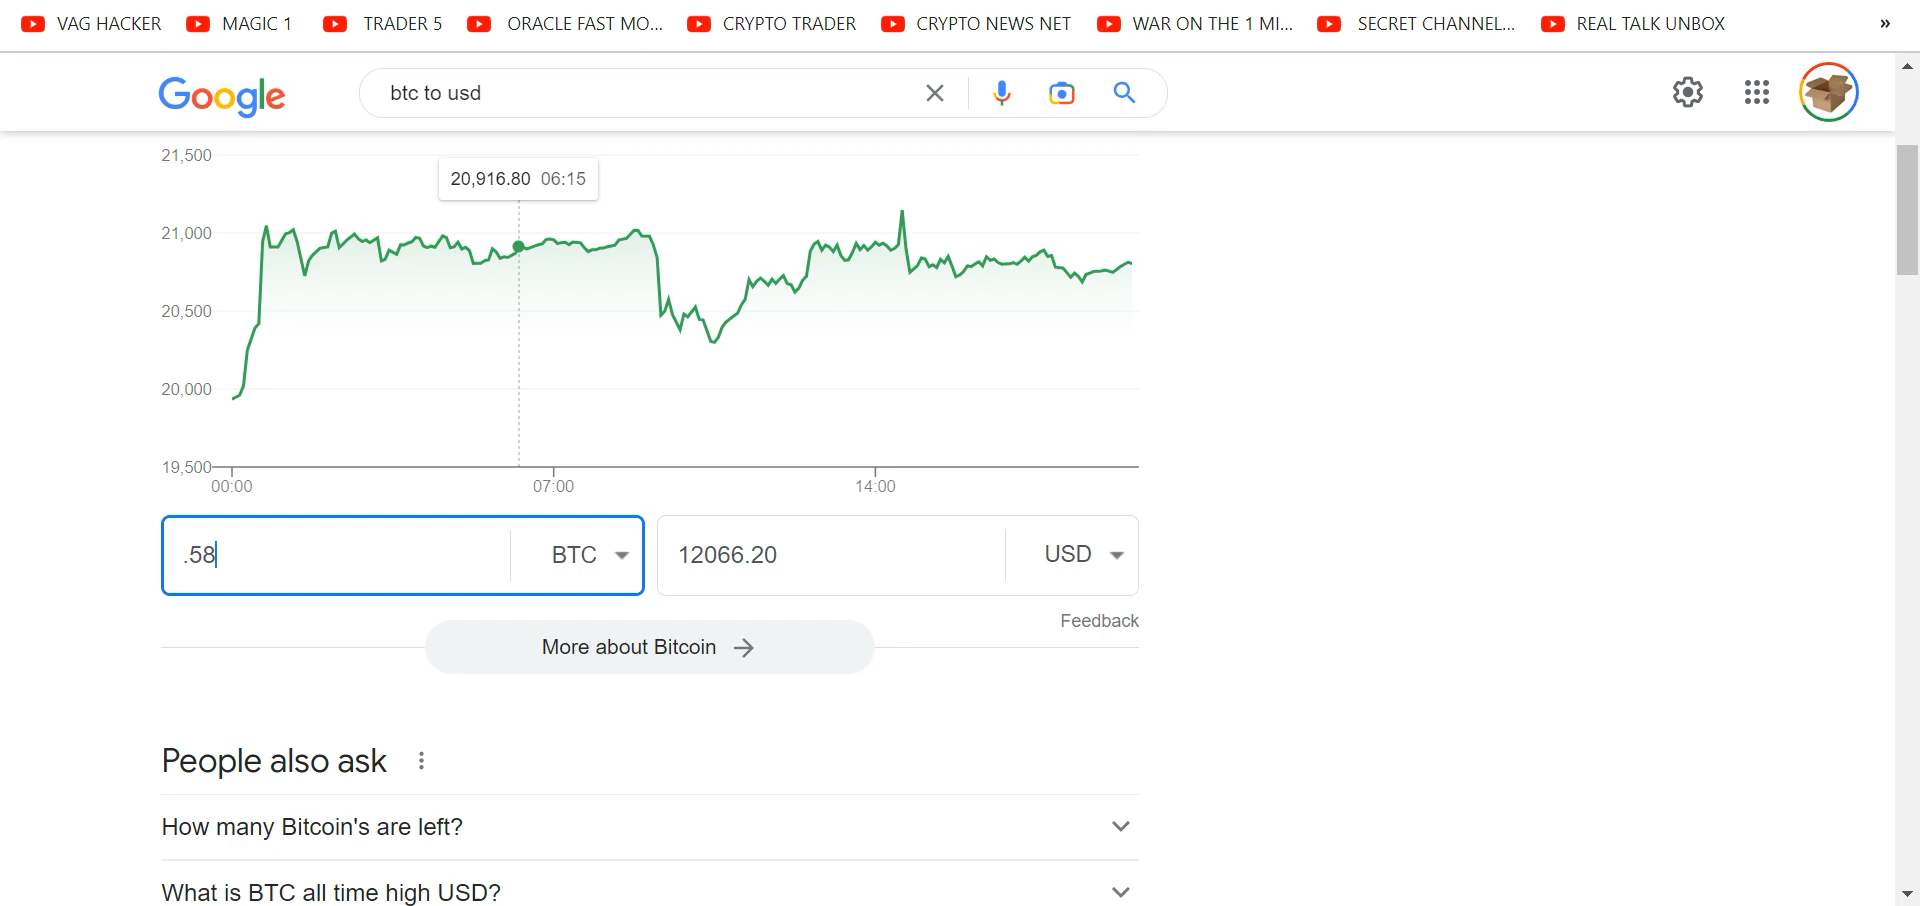 VAG HACKER MAGIC 1 TRADER 5 ORACLE FAST MO... CRYPTO TRADER CRYPTO NEWS NET WAR ON THE 1 MI... SECRET CHANNEL... REAL TALK UNBOX »
Google btc to usd
21,500
20,916.80 06:15
21,000
20,500
20,000
19,500
00:00 07:00 14:00
.58 BTC 12066.20 USD
Feedback
More about Bitcoin →
People also ask
How many Bitcoin's are left?
What is BTC all time high USD?